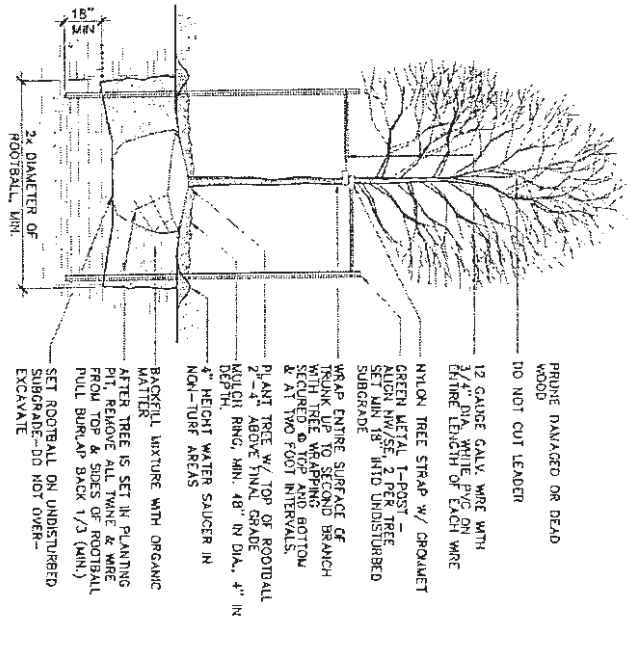 PRUNE DAMAGED OR DEAD
WOOD
DO NOT CUT LEADER
12 GAUGE GALV. WIRE WITH
3/4" DIA. WHITE PVC ON
ENTIRE LENGTH OF EACH WIRE
NYLON TREE STRAP W/ GROMMET
GREEN METAL T-POST –
ALIGN NW/SE, 2 PER TREE
SET MIN 18" INTO UNDISTURBED
SUBGRADE
WRAP ENTIRE SURFACE OF
TRUNK UP TO SECOND BRANCH
WITH TREE WRAPPING
SECURED @ TOP AND BOTTOM
& AT TWO FOOT INTERVALS.
PLANT TREE W/ TOP OF ROOTBALL
2"-4" ABOVE FINAL GRADE
MULCH RING, MIN. 48" IN DIA., 4" IN
DEPTH.
4" HEIGHT WATER SAUCER IN
NON-TURF AREAS
BACKFILL MIXTURE WITH ORGANIC
MATTER
AFTER TREE IS SET IN PLANTING
PIT, REMOVE ALL TWINE & WIRE
FROM TOP & SIDES OF ROOTBALL
PULL BURLAP BACK 1/3 (MIN.)
SET ROOTBALL ON UNDISTURBED
SUBGRADE-DO NOT OVER-
EXCAVATE
18"
MIN
2x DIAMETER OF
ROOTBALL, MIN.